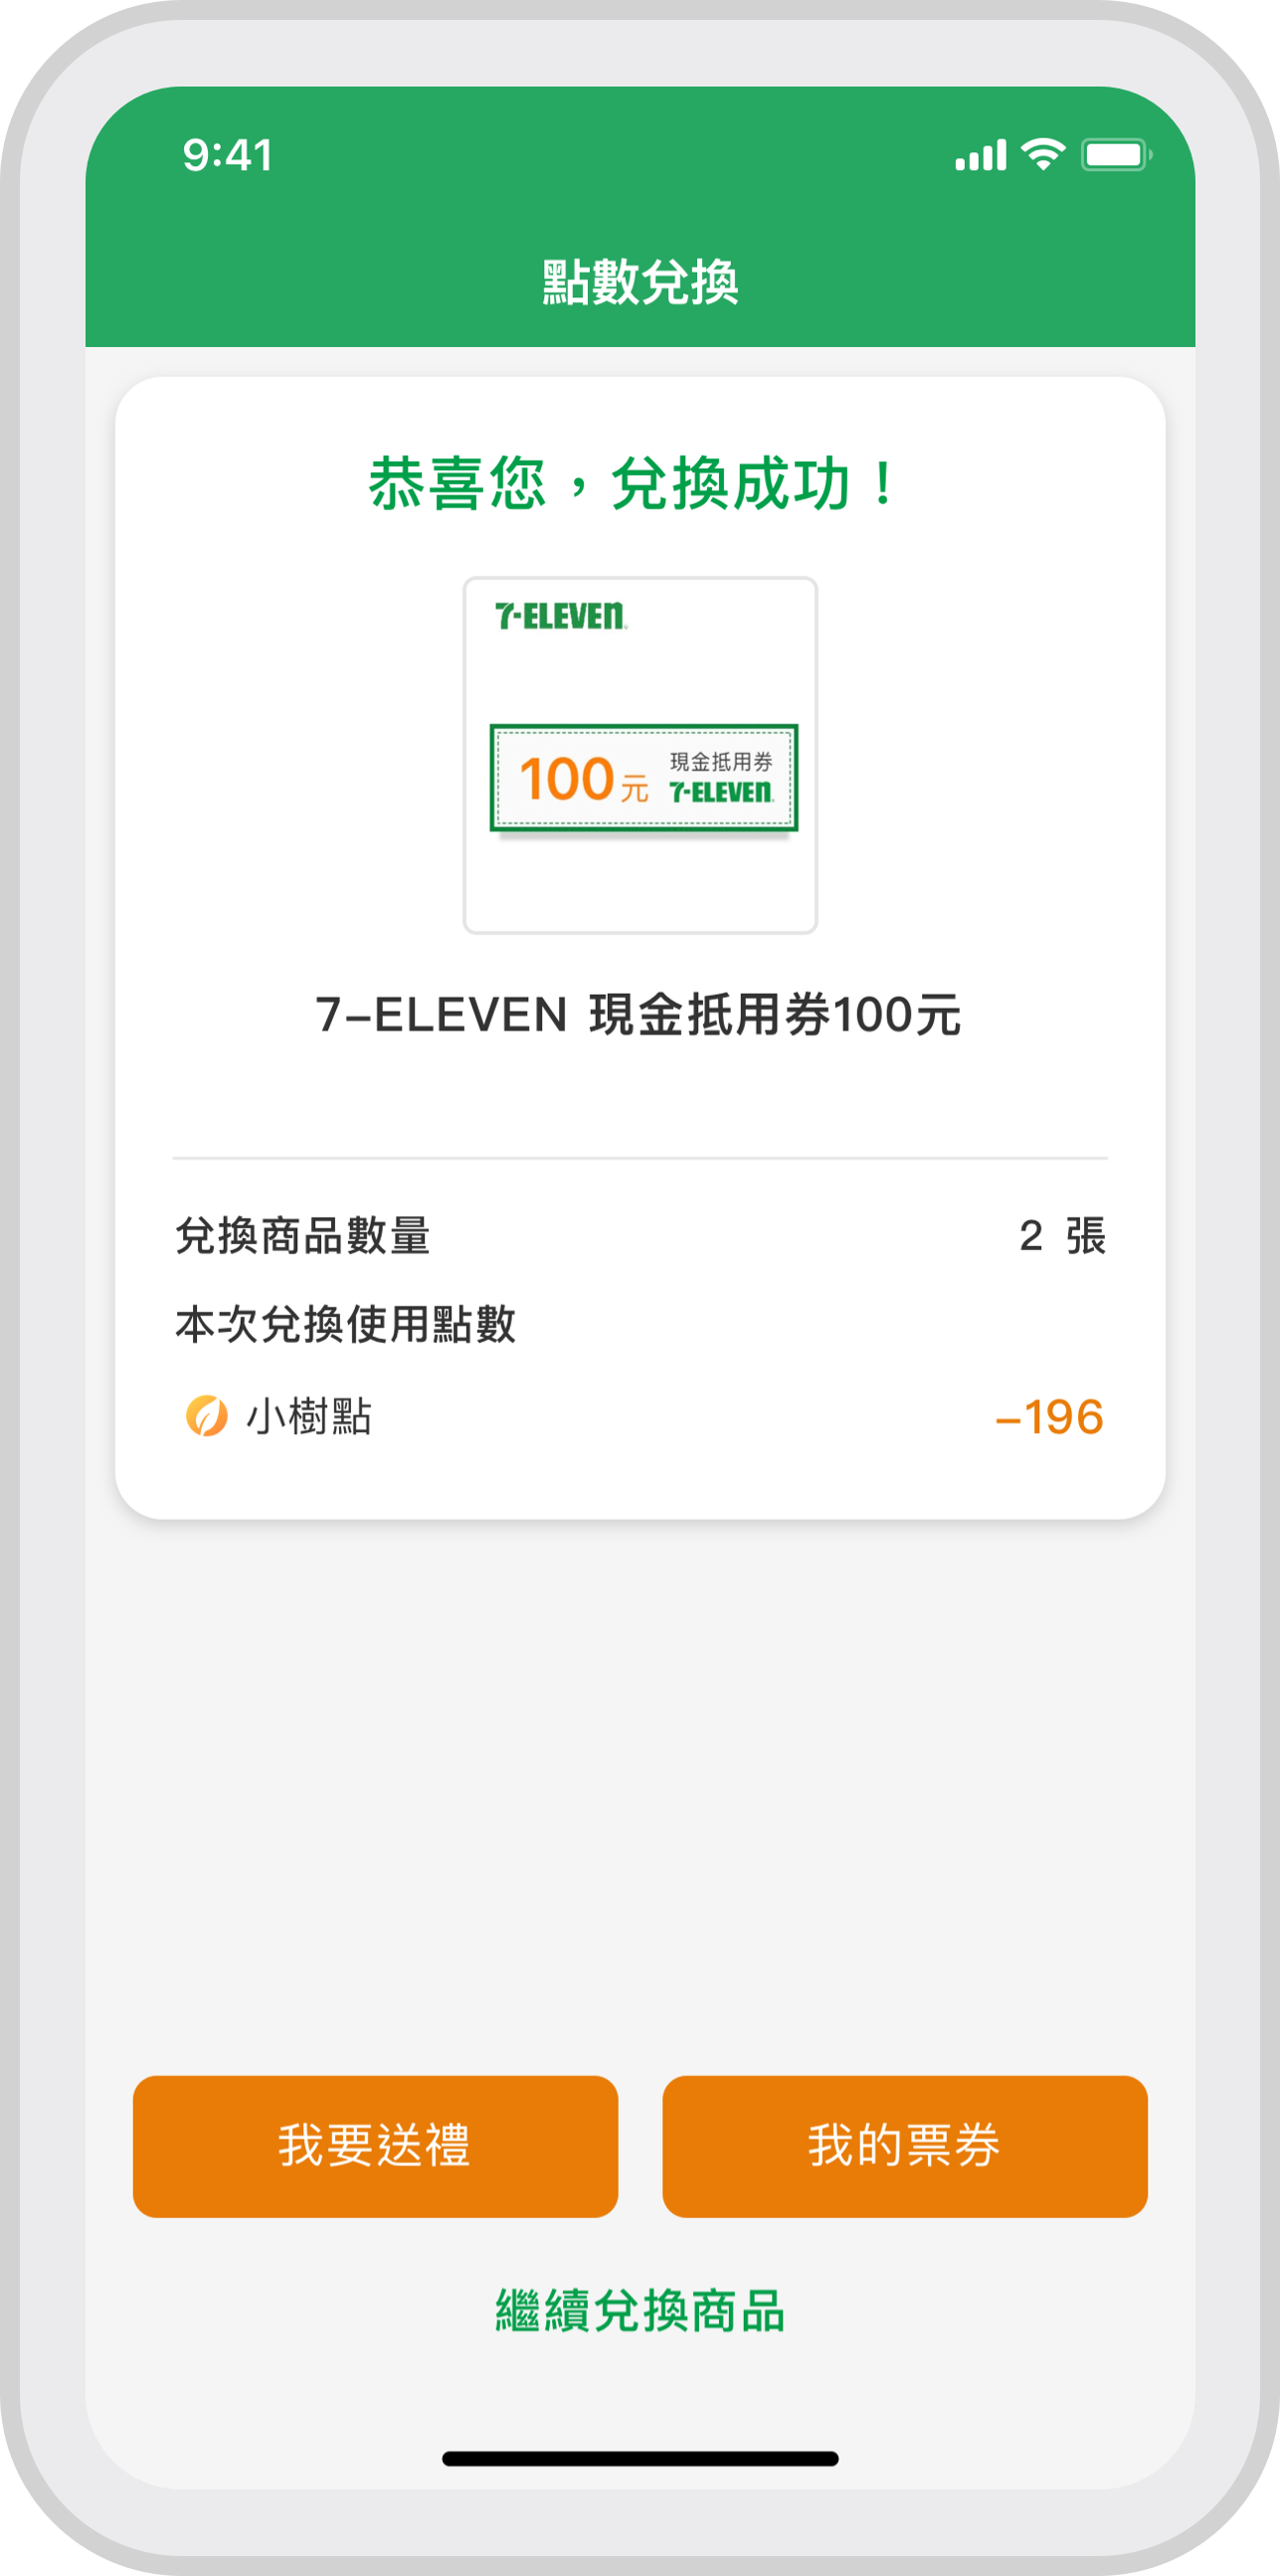 9:41
點數兌換
恭喜您，兌換成功！
7-ELEVEN
100元 現金抵用券
7-ELEVEN
7-ELEVEN 現金抵用券100元
兌換商品數量 2 張
本次兌換使用點數
小樹點 -196
我要送禮 我的票券
繼續兌換商品